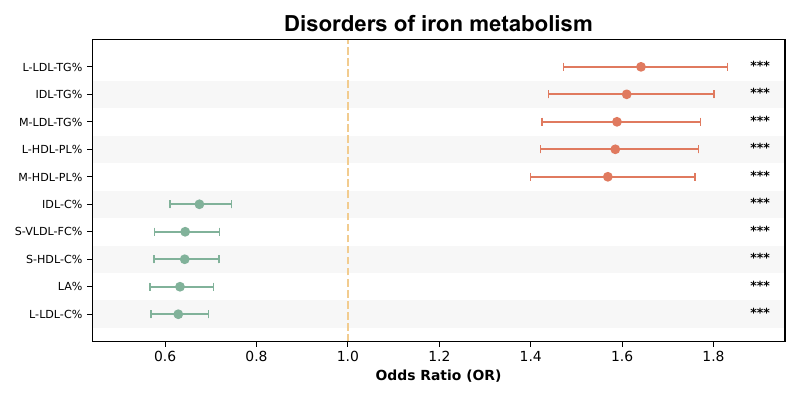 Disorders of iron metabolism
L-LDL-TG% ***
IDL-TG% ***
M-LDL-TG% ***
L-HDL-PL% ***
M-HDL-PL% ***
IDL-C% ***
S-VLDL-FC% ***
S-HDL-C% ***
LA% ***
L-LDL-C% ***
0.6 0.8 1.0 1.2 1.4 1.6 1.8
Odds Ratio (OR)